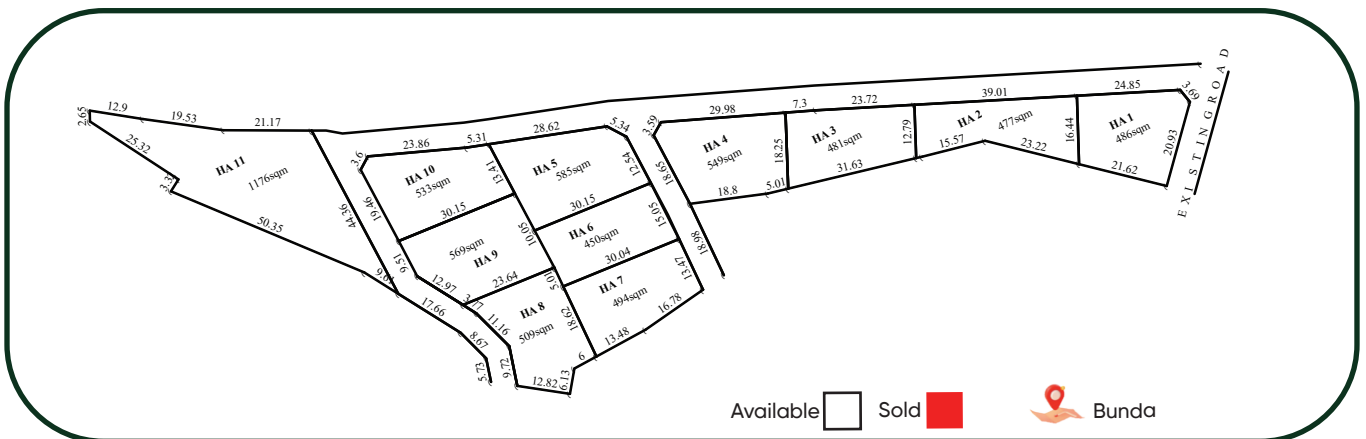 12.9
2.65
19.53
21.17
25.32
3.3
HA 11
1176sqm
44.36
50.35
9.61
23.86
5.31
28.62
5.34
3.6
HA 10
533sqm
13.41
HA 5
585sqm
12.54
19.46
30.15
30.15
569sqm
HA 9
10.05
HA 6
450sqm
15.05
9.51
12.97
23.64
30.04
5.01
3.77
HA 7
494sqm
13.47
17.66
11.16
HA 8
509sqm
18.62
16.78
8.67
13.48
6
5.73
9.72
12.82
6.13
3.59
29.98
7.3
23.72
39.01
24.85
3.69
HA 4
549sqm
18.25
HA 3
481sqm
12.79
HA 2
477sqm
16.44
HA 1
486sqm
20.93
18.65
18.8
5.01
31.63
15.57
23.22
21.62
18.98
EXISTINGROAD
Available
Sold
Bunda